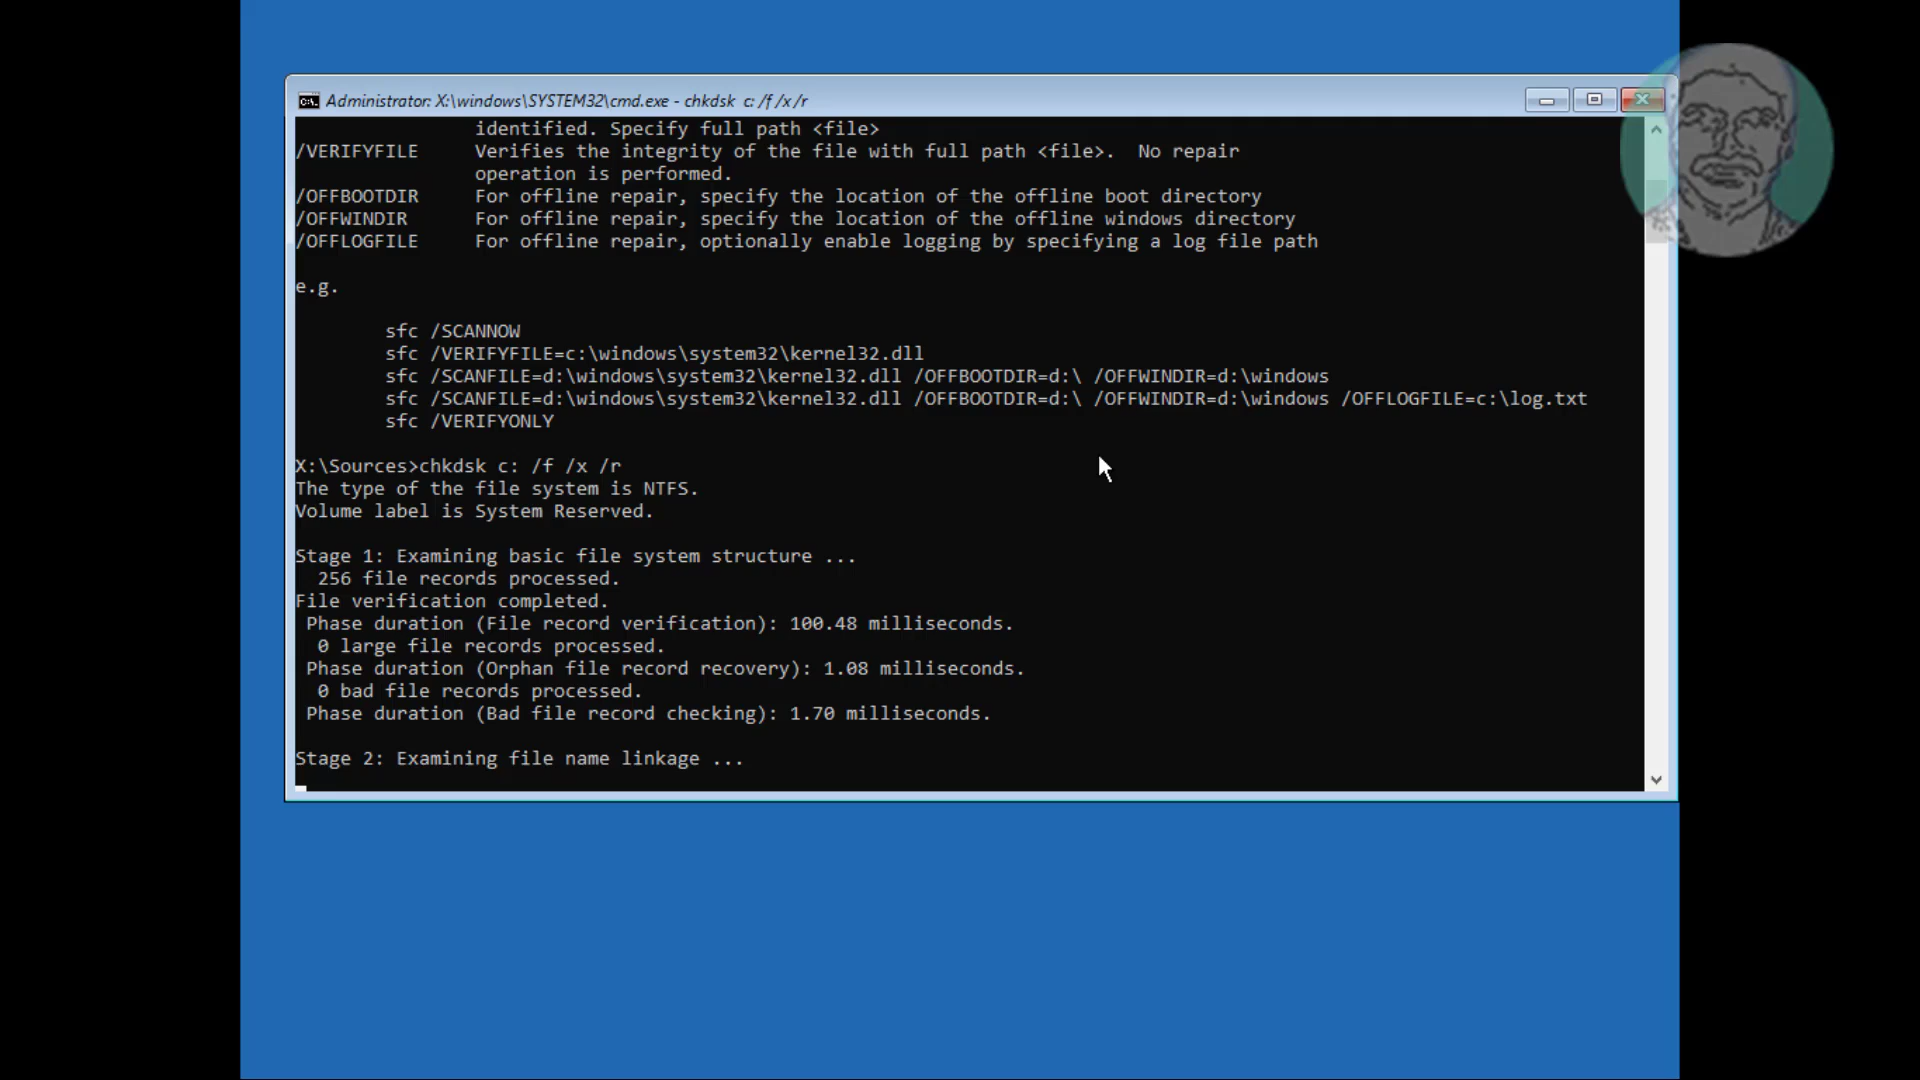 Administrator: X:\windows\SYSTEM32\cmd.exe - chkdsk c: /f /x /r
identified. Specify full path <file>
/VERIFYFILE Verifies the integrity of the file with full path <file>. No repair
operation is performed.
/OFFBOOTDIR For offline repair, specify the location of the offline boot directory
/OFFWINDIR For offline repair, specify the location of the offline windows directory
/OFFLOGFILE For offline repair, optionally enable logging by specifying a log file path
e.g.
sfc /SCANNOW
sfc /VERIFYFILE=c:\windows\system32\kernel32.dll
sfc /SCANFILE=d:\windows\system32\kernel32.dll /OFFBOOTDIR=d:\ /OFFWINDIR=d:\windows
sfc /SCANFILE=d:\windows\system32\kernel32.dll /OFFBOOTDIR=d:\ /OFFWINDIR=d:\windows /OFFLOGFILE=c:\log.txt
sfc /VERIFYONLY
X:\Sources>chkdsk c: /f /x /r
The type of the file system is NTFS.
Volume label is System Reserved.
Stage 1: Examining basic file system structure ...
256 file records processed.
File verification completed.
Phase duration (File record verification): 100.48 milliseconds.
0 large file records processed.
Phase duration (Orphan file record recovery): 1.08 milliseconds.
0 bad file records processed.
Phase duration (Bad file record checking): 1.70 milliseconds.
Stage 2: Examining file name linkage ...